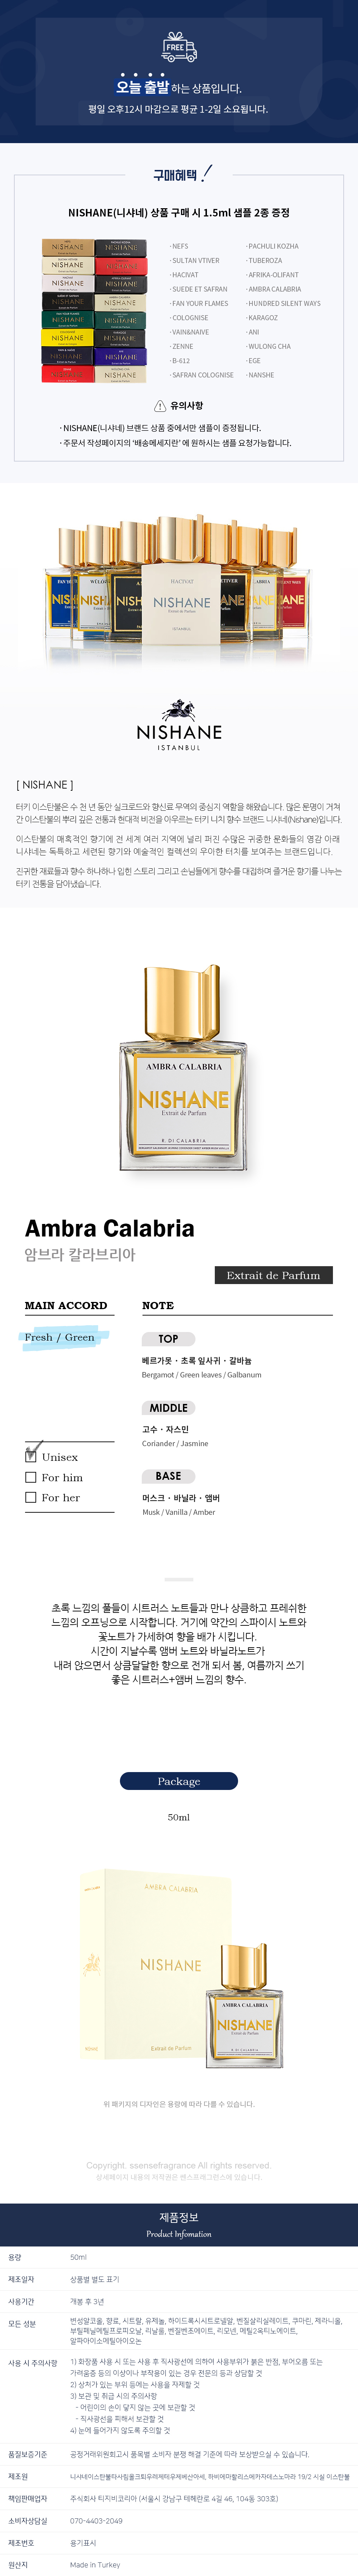 FREE
오늘 출발하는 상품입니다.
평일 오후12시 마감으로 평균 1-2일 소요됩니다.
구매혜택!
NISHANE(니샤네) 상품 구매 시 1.5ml 샘플 2종 증정
· NEFS
· SULTAN VTIVER
· HACIVAT
· SUEDE ET SAFRAN
· FAN YOUR FLAMES
· COLOGNISE
· VAIN&NAIVE
· ZENNE
· B-612
· SAFRAN COLOGNISE
· PACHULI KOZHA
· TUBEROZA
· AFRIKA-OLIFANT
· AMBRA CALABRIA
· HUNDRED SILENT WAYS
· KARAGOZ
· ANI
· WULONG CHA
· EGE
· NANSHE
유의사항
· NISHANE(니샤네) 브랜드 상품 중에서만 샘플이 증정됩니다.
· 주문서 작성페이지의 '배송메세지란' 에 원하시는 샘플 요청가능합니다.
HACIVAT
NISHANE
Extrait de Parfum
ISTANBUL
NISHANE
ISTANBUL
[ NISHANE ]
터키 이스탄불은 수 천 년 동안 실크로드와 향신료 무역의 중심지 역할을 해왔습니다. 많은 문명이 거쳐
간 이스탄불의 뿌리 깊은 전통과 현대적 비전을 아우르는 터키 니치 향수 브랜드 니샤네(Nishane)입니다.
이스탄불의 매혹적인 향기에 전 세계 여러 지역에 널리 퍼진 수많은 귀중한 문화들의 영감 아래
니샤네는 독특하고 세련된 향기와 예술적인 컬렉션의 우아한 터치를 보여주는 브랜드입니다.
진귀한 재료들과 향수 하나하나 입힌 스토리 그리고 손님들에게 향수를 대접하며 즐거운 향기를 나누는
터키 전통을 담아냈습니다.
AMBRA CALABRIA
NISHANE
Extrait de Parfum
R. DI CALABRIA
Ambra Calabria
암브라 칼라브리아
Extrait de Parfum
MAIN ACCORD
Fresh / Green
Unisex
For him
For her
NOTE
TOP
베르가못 · 초록 잎사귀 · 갈바늄
Bergamot / Green leaves / Galbanum
MIDDLE
고수 · 자스민
Coriander / Jasmine
BASE
머스크 · 바닐라 · 앰버
Musk / Vanilla / Amber
초록 느낌의 풀들이 시트러스 노트들과 만나 상큼하고 프레쉬한
느낌의 오프닝으로 시작합니다. 거기에 약간의 스파이시 노트와
꽃노트가 가세하여 향을 배가 시킵니다.
시간이 지날수록 앰버 노트와 바닐라노트가
내려 앉으면서 상큼달달한 향으로 전개 되서 봄, 여름까지 쓰기
좋은 시트러스+앰버 느낌의 향수.
Package
50ml
AMBRA CALABRIA
NISHANE
Extrait de Parfum
AMBRA CALABRIA
NISHANE
Extrait de Parfum
R. DI CALABRIA
위 패키지의 디자인은 용량에 따라 다를 수 있습니다.
Copyright. ssensefragrance All rights reserved.
상세페이지 내용의 저작권은 쎈스프래그런스에 있습니다.
제품정보
Product Infomation
용량 50ml
제조일자 상품별 별도 표기
사용기간 개봉 후 3년
모든 성분 변성알코올, 향료, 시트랄, 유제놀, 하이드록시시트로넬알, 벤질살리실레이트, 쿠마린, 제라니올,
부틸페닐메틸프로피오날, 리날룰, 벤질벤조에이트, 리모넨, 메틸2옥티노에이트,
알파아이소메틸아이오논
사용 시 주의사항 1) 화장품 사용 시 또는 사용 후 직사광선에 의하여 사용부위가 붉은 반점, 부어오름 또는
가려움증 등의 이상이나 부작용이 있는 경우 전문의 등과 상담할 것
2) 상처가 있는 부위 등에는 사용을 자제할 것
3) 보관 및 취급 시의 주의사항
- 어린이의 손이 닿지 않는 곳에 보관할 것
- 직사광선을 피해서 보관할 것
4) 눈에 들어가지 않도록 주의할 것
품질보증기준 공정거래위원회고시 품목별 소비자 분쟁 해결 기준에 따라 보상받으실 수 있습니다.
제조원
책임판매업자 주식회사 티지비코리아 (서울시 강남구 테헤란로 4길 46, 104동 303호)
소비자상담실 070-4403-2049
제조번호 용기표시
원산지 Made in Turkey